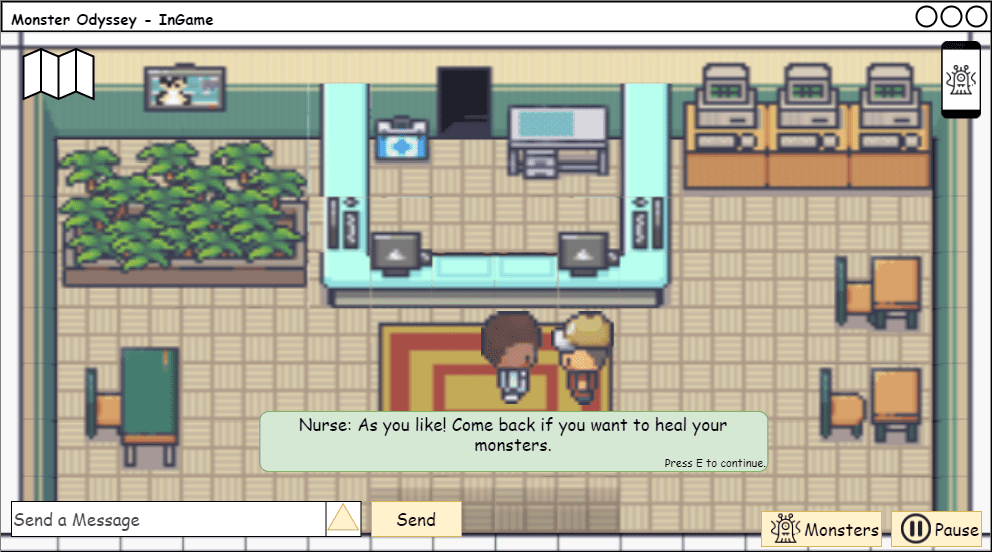 Monster Odyssey - InGame
Nurse: As you like! Come back if you want to heal your
monsters.
Press E to continue.
Send a Message
Send
Monsters
Pause